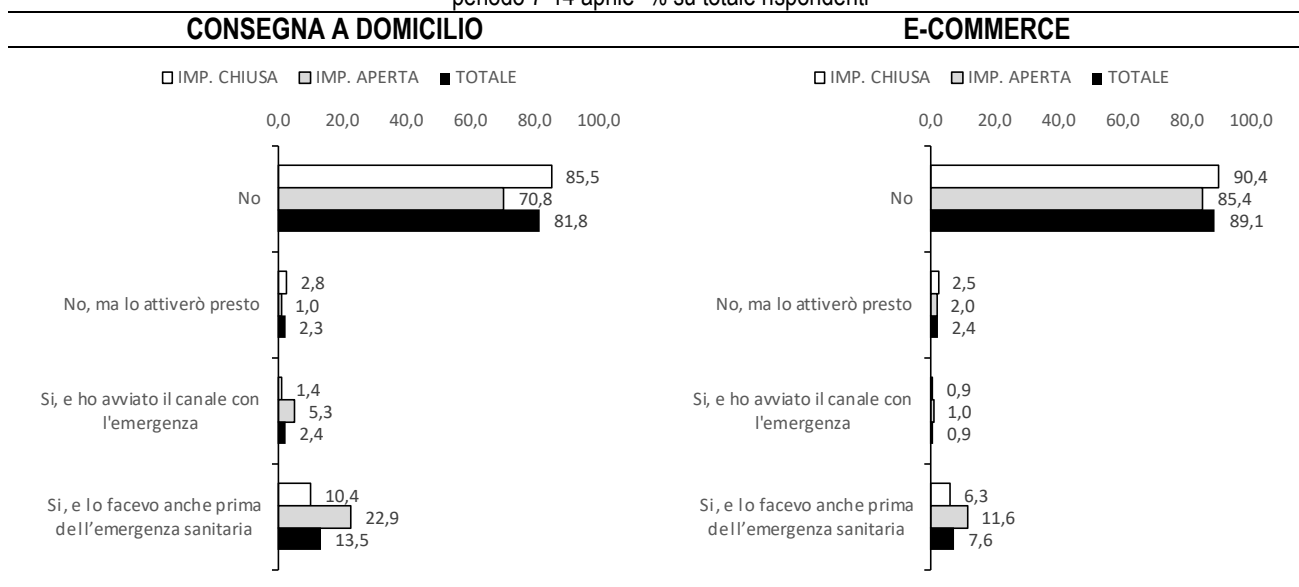 CONSEGNA A DOMICILIO
IMP. CHIUSA IMP. APERTA TOTALE
0,0 20,0 40,0 60,0 80,0 100,0
No
85,5
70,8
81,8
No, ma lo attiverò presto
2,8
1,0
2,3
Si, e ho avviato il canale con
l'emergenza
1,4
5,3
2,4
Si, e lo facevo anche prima
dell’emergenza sanitaria
10,4
22,9
13,5
E-COMMERCE
IMP. CHIUSA IMP. APERTA TOTALE
0,0 20,0 40,0 60,0 80,0 100,0
No
90,4
85,4
89,1
No, ma lo attiverò presto
2,5
2,0
2,4
Si, e ho avviato il canale con
l'emergenza
0,9
1,0
0,9
Si, e lo facevo anche prima
dell’emergenza sanitaria
6,3
11,6
7,6